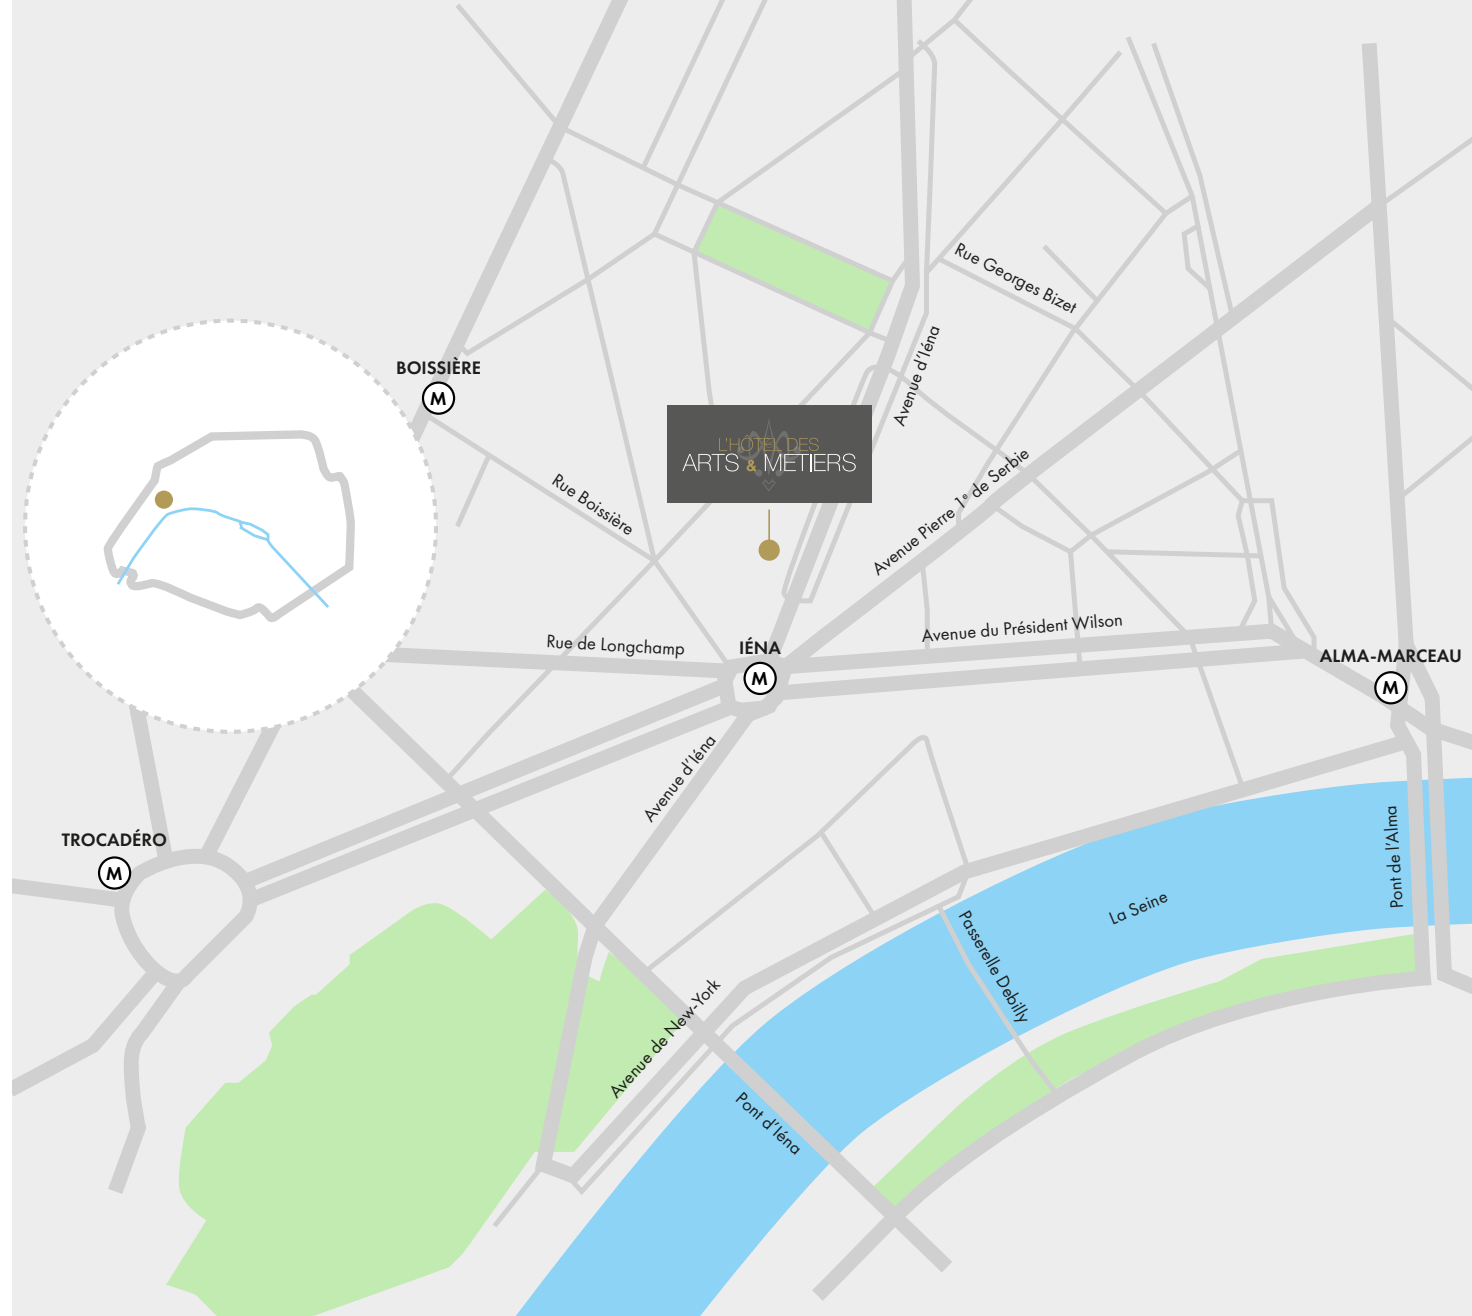 Rue Georges Bizet
Avenue d'Iéna
BOISSIÈRE
M
L'HÔTEL DES
ARTS & METIERS
Rue Boissière
Avenue Pierre 1e de Serbie
Avenue du Président Wilson
Rue de Longchamp
IÉNA
M
ALMA-MARCEAU
M
Avenue d'Iéna
TROCADÉRO
M
Pont de l'Alma
La Seine
Passerelle Debilly
Avenue de New-York
Pont d'Iéna